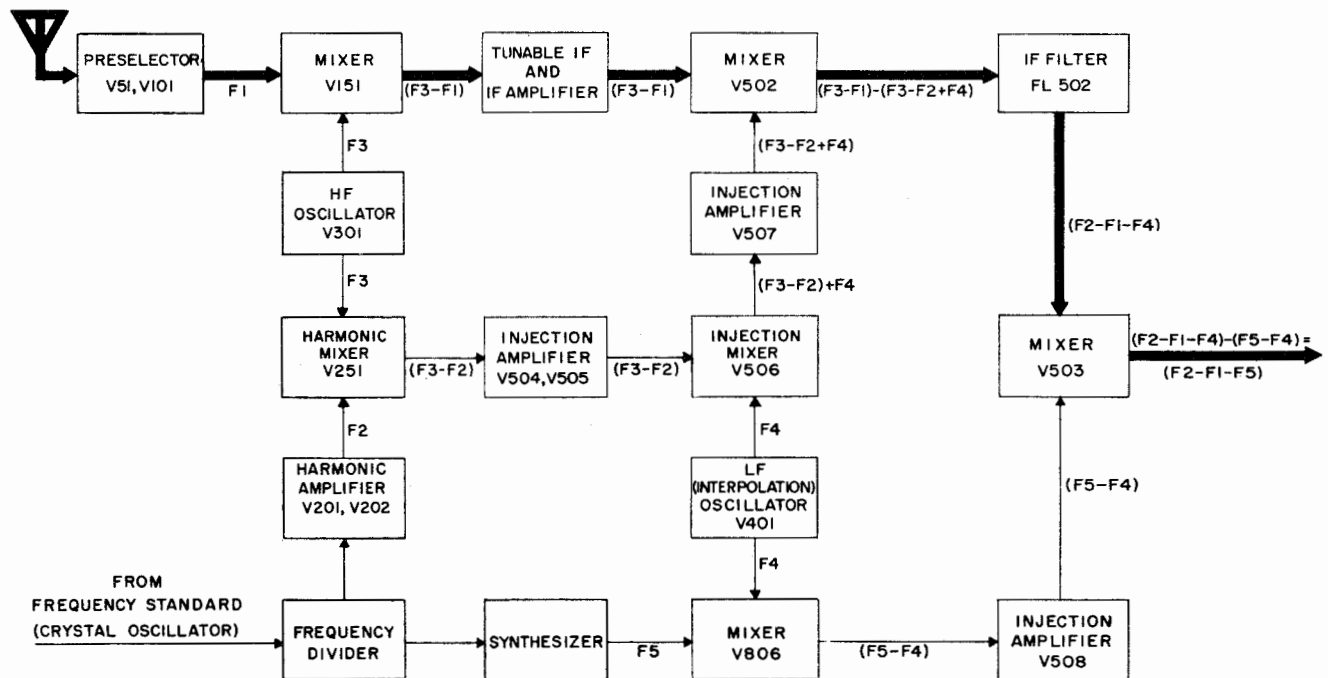 PRESELECTOR
V51, V101
F1
MIXER
V151
(F3-F1)
TUNABLE IF
AND
IF AMPLIFIER
(F3-F1)
MIXER
V502
(F3-F1)-(F3-F2+F4)
IF FILTER
FL 502
F3
(F3-F2+F4)
HF
OSCILLATOR
V301
INJECTION
AMPLIFIER
V507
(F2-F1-F4)
F3
(F3-F2)+F4
HARMONIC
MIXER
V251
(F3-F2)
INJECTION
AMPLIFIER
V504, V505
(F3-F2)
INJECTION
MIXER
V506
MIXER
V503
(F2-F1-F4)-(F5-F4)=
(F2-F1-F5)
F2
F4
HARMONIC
AMPLIFIER
V201, V202
LF
(INTERPOLATION)
OSCILLATOR
V401
(F5-F4)
F4
FROM
FREQUENCY STANDARD
(CRYSTAL OSCILLATOR)
FREQUENCY
DIVIDER
SYNTHESIZER
F5
MIXER
V806
(F5-F4)
INJECTION
AMPLIFIER
V508